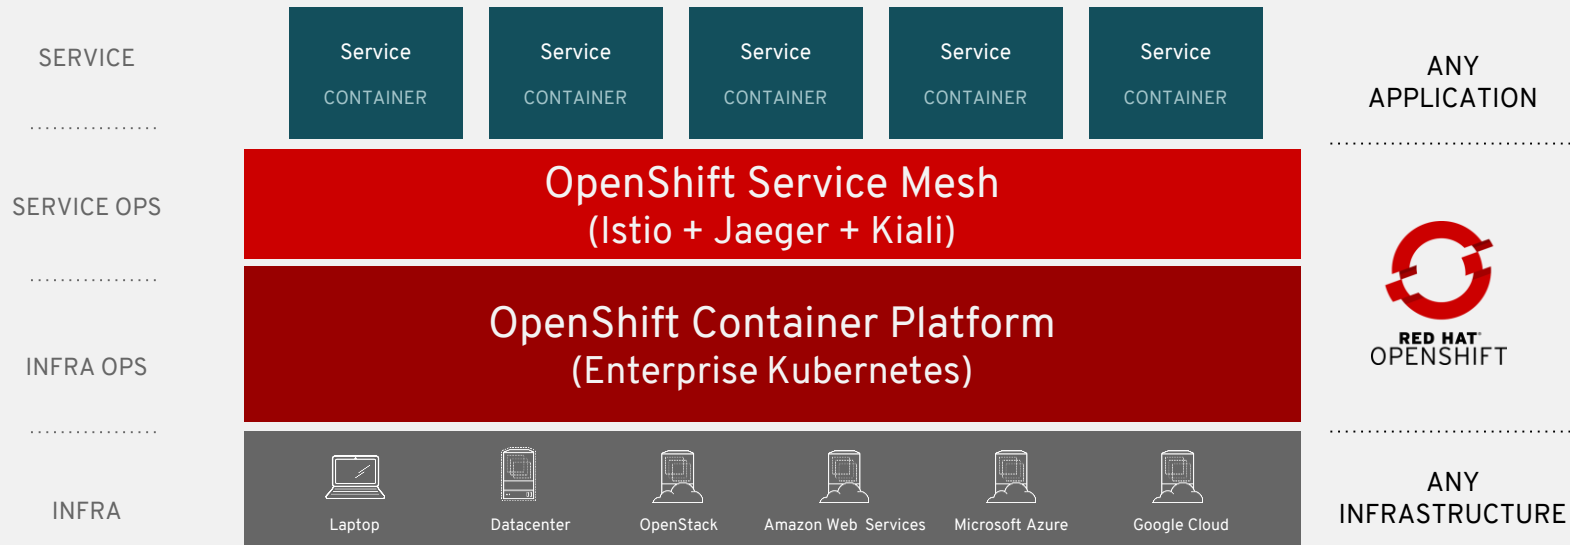 SERVICE
Service
CONTAINER
Service
CONTAINER
Service
CONTAINER
Service
CONTAINER
Service
CONTAINER
ANY
APPLICATION
SERVICE OPS
OpenShift Service Mesh
(Istio + Jaeger + Kiali)
INFRA OPS
OpenShift Container Platform
(Enterprise Kubernetes)
RED HAT
OPENSHIFT
INFRA
Laptop
Datacenter
OpenStack
Amazon Web Services
Microsoft Azure
Google Cloud
ANY
INFRASTRUCTURE